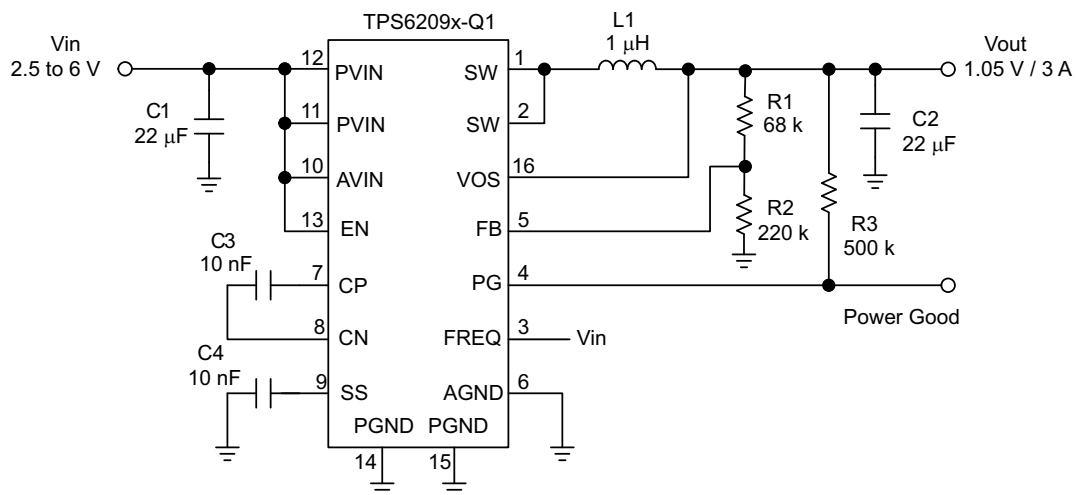 TPS6209x-Q1
L1
1 μH
Vin
2.5 to 6 V
Vout
1.05 V / 3 A
12 PVIN
SW 1
11 PVIN
SW 2
10 AVIN
VOS 16
13 EN
FB 5
7 CP
PG 4
8 CN
FREQ 3
Vin
9 SS
AGND 6
PGND PGND
14 15
C1
22 μF
R1
68 k
C2
22 μF
R2
220 k
R3
500 k
C3
10 nF
Power Good
C4
10 nF